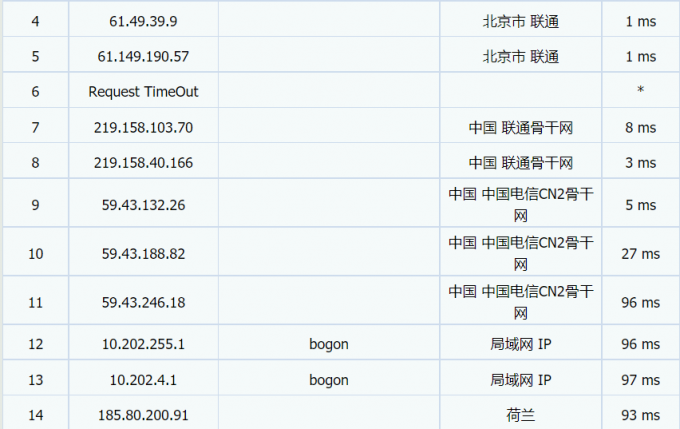 4 61.49.39.9 北京市 联通 1 ms
5 61.149.190.57 北京市 联通 1 ms
6 Request TimeOut *
7 219.158.103.70 中国 联通骨干网 8 ms
8 219.158.40.166 中国 联通骨干网 3 ms
9 59.43.132.26 中国 中国电信CN2骨干 5 ms
网
10 59.43.188.82 中国 中国电信CN2骨干 27 ms
网
11 59.43.246.18 中国 中国电信CN2骨干 96 ms
网
12 10.202.255.1 bogon 局域网 IP 96 ms
13 10.202.4.1 bogon 局域网 IP 97 ms
14 185.80.200.91 荷兰 93 ms